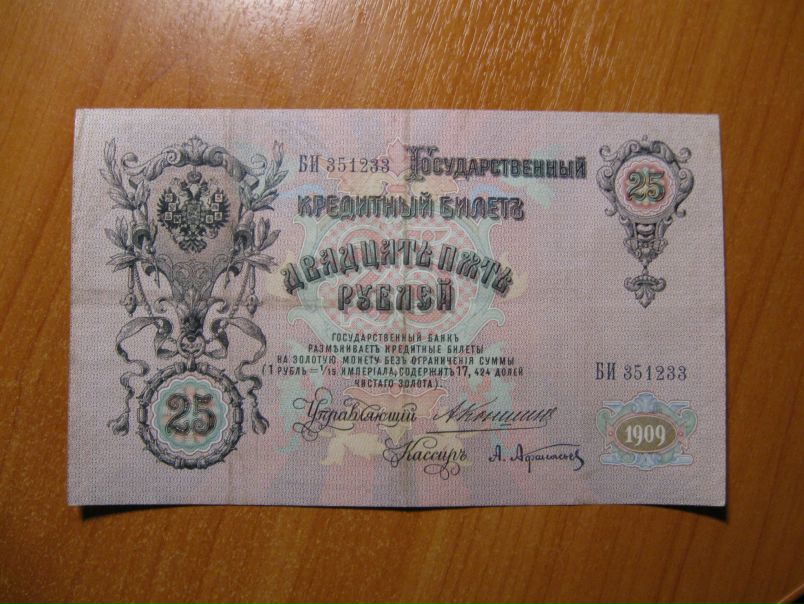 БИ 351233 Государственный
25
Кредитный Билетъ
Двадцать пять
рублей
ГОСУДАРСТВЕННЫЙ БАНКЪ
РАЗМѢНИВАЕТЪ КРЕДИТНЫЕ БИЛЕТЫ
НА ЗОЛОТУЮ МОНЕТУ БЕЗЪ ОГРАНИЧЕНІЯ СУММЫ
(1 РУБЛЬ = 1/15 ИМПЕРІАЛА, СОДЕРЖИТЪ 17,424 ДОЛЕЙ
ЧИСТАГО ЗОЛОТА).
БИ 351233
25
Управляющій
1909
Кассиръ А. Афанасьев